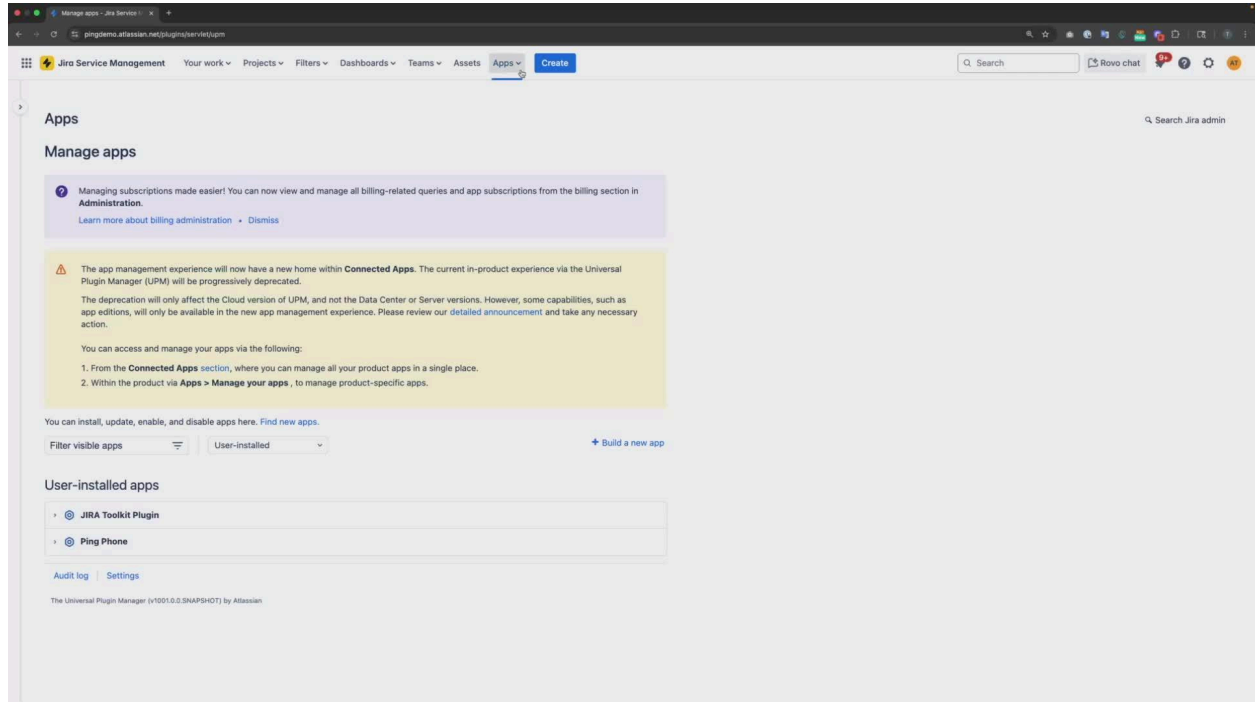 Manage apps - Jira Service
pingdemo.atlassian.net/plugins/servlet/upm
Jira Service Management Your work Projects Filters Dashboards Teams Assets Apps Create Search Rovo chat 9+ AT
Apps
Search Jira admin
Manage apps
Managing subscriptions made easier! You can now view and manage all billing-related queries and app subscriptions from the billing section in
Administration.
Learn more about billing administration • Dismiss
The app management experience will now have a new home within Connected Apps. The current in-product experience via the Universal
Plugin Manager (UPM) will be progressively deprecated.
The deprecation will only affect the Cloud version of UPM, and not the Data Center or Server versions. However, some capabilities, such as
app editions, will only be available in the new app management experience. Please review our detailed announcement and take any necessary
action.
You can access and manage your apps via the following:
1. From the Connected Apps section, where you can manage all your product apps in a single place.
2. Within the product via Apps > Manage your apps , to manage product-specific apps.
You can install, update, enable, and disable apps here. Find new apps.
Filter visible apps User-installed + Build a new app
User-installed apps
JIRA Toolkit Plugin
Ping Phone
Audit log Settings
The Universal Plugin Manager (v1001.0.0.SNAPSHOT) by Atlassian